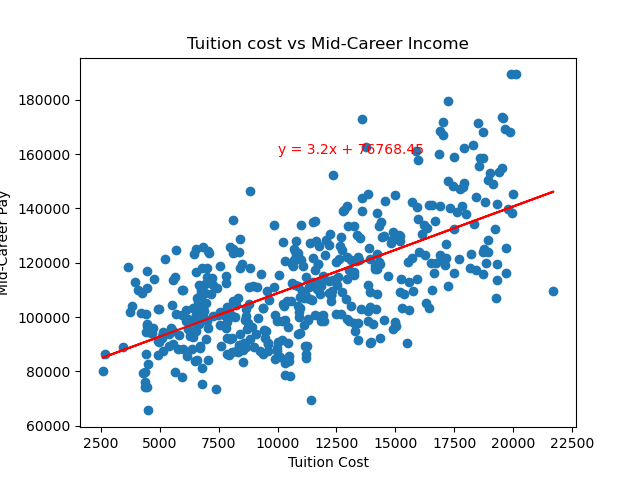 Tuition cost vs Mid-Career Income
180000
160000
140000
120000
100000
80000
60000
Mid-Career Pay
y = 3.2x + 76768.45
2500 5000 7500 10000 12500 15000 17500 20000 22500
Tuition Cost